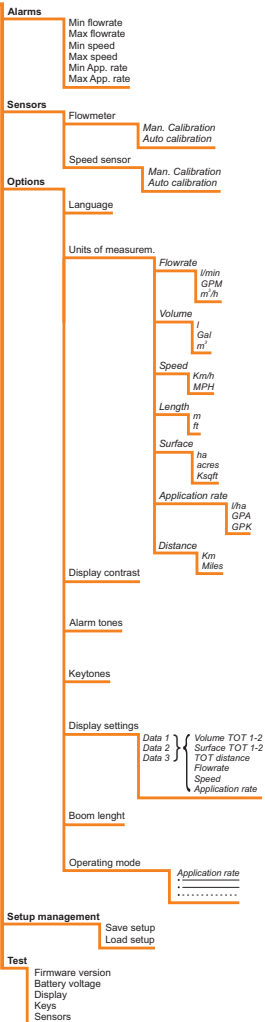 Alarms
Min flowrate
Max flowrate
Min speed
Max speed
Min App. rate
Max App. rate
Sensors
Flowmeter
Man. Calibration
Auto calibration
Speed sensor
Man. Calibration
Auto calibration
Options
Language
Units of measurem.
Flowrate
l/min
GPM
m³/h
Volume
l
Gal
m³
Speed
Km/h
MPH
Length
m
ft
Surface
ha
acres
Ksqft
Application rate
l/ha
GPA
GPK
Distance
Km
Miles
Display contrast
Alarm tones
Keytones
Display settings
Data 1 Volume TOT 1-2
Data 2 Surface TOT 1-2
Data 3 TOT distance
Flowrate
Speed
Application rate
Boom lenght
Operating mode
Application rate
Setup management
Save setup
Load setup
Test
Firmware version
Battery voltage
Display
Keys
Sensors